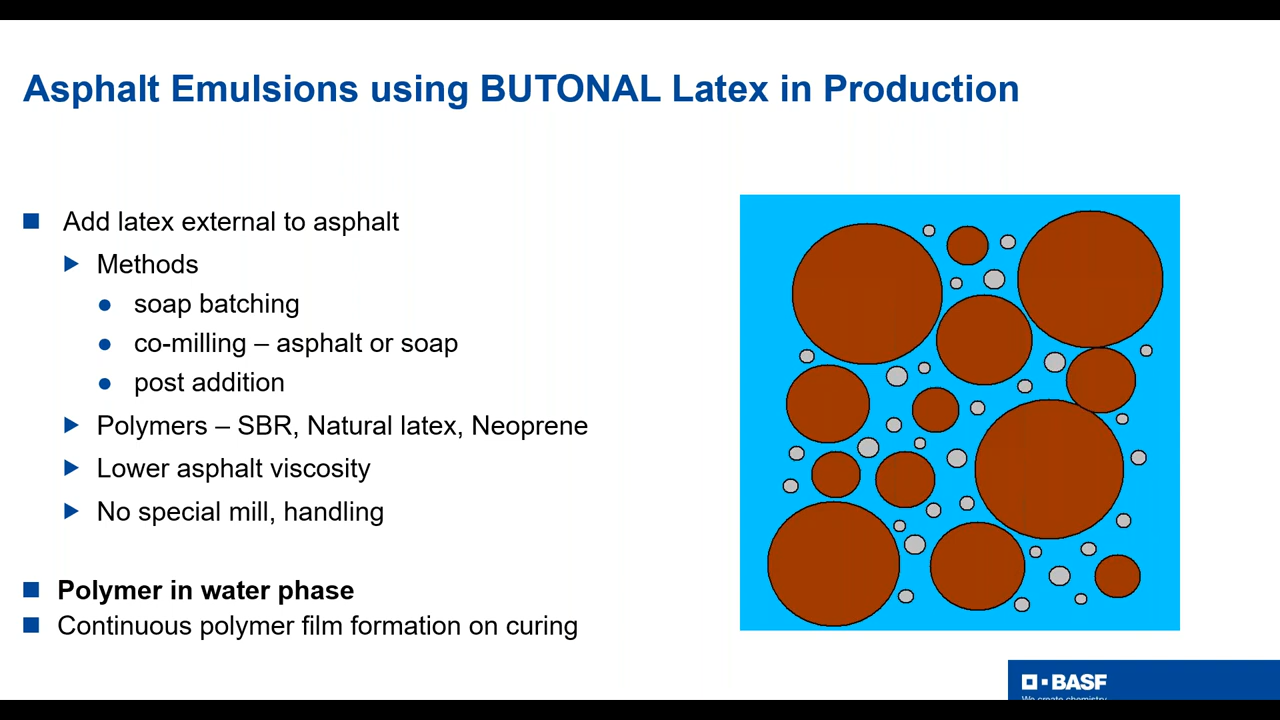 Asphalt Emulsions using BUTONAL Latex in Production
Add latex external to asphalt
Methods
soap batching
co-milling – asphalt or soap
post addition
Polymers – SBR, Natural latex, Neoprene
Lower asphalt viscosity
No special mill, handling
Polymer in water phase
Continuous polymer film formation on curing
BASF
We create chemistry